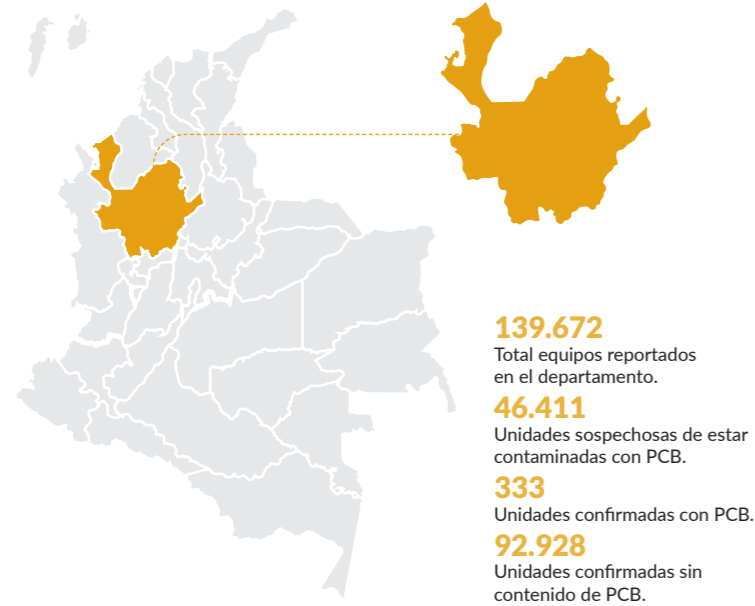 139.672
Total equipos reportados
en el departamento.
46.411
Unidades sospechosas de estar
contaminadas con PCB.
333
Unidades confirmadas con PCB.
92.928
Unidades confirmadas sin
contenido de PCB.